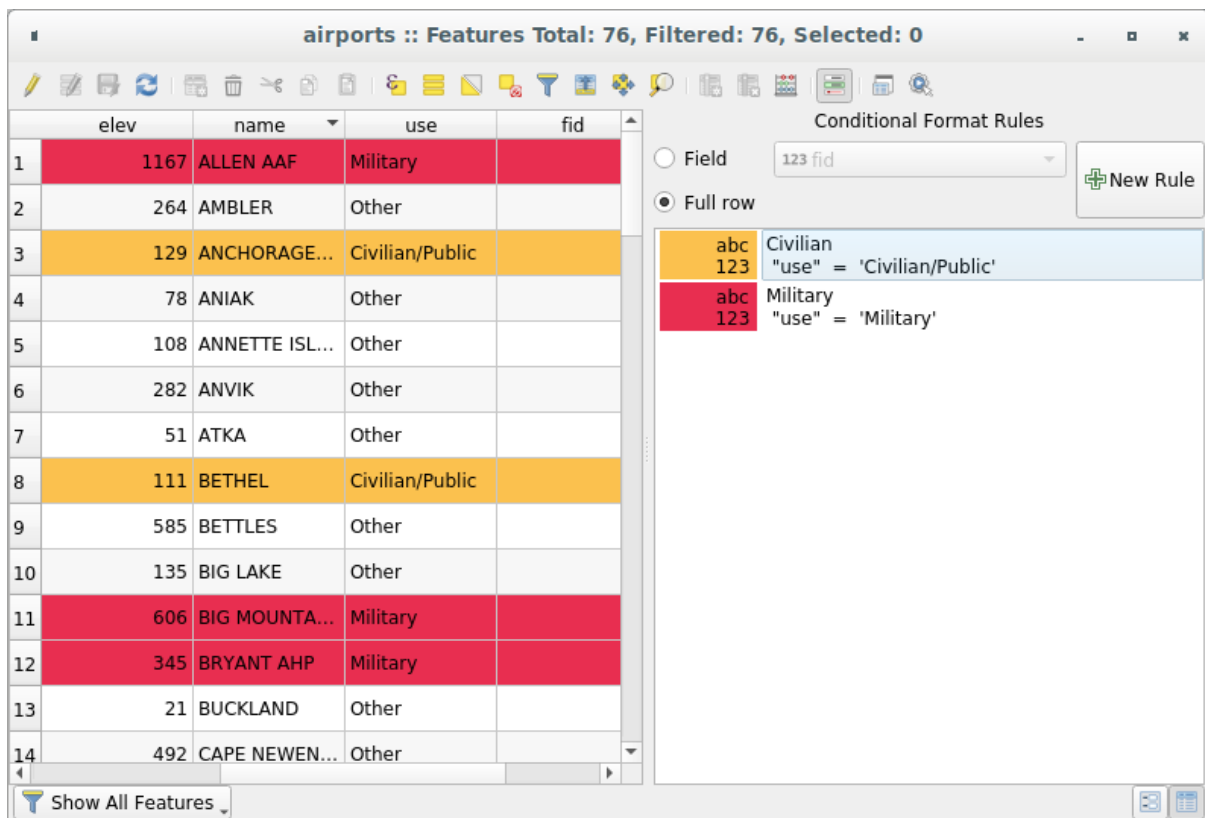 airports :: Features Total: 76, Filtered: 76, Selected: 0
elev name use fid
1 1167 ALLEN AAF Military
2 264 AMBLER Other
3 129 ANCHORAGE... Civilian/Public
4 78 ANIAK Other
5 108 ANNETTE ISL... Other
6 282 ANVIK Other
7 51 ATKA Other
8 111 BETHEL Civilian/Public
9 585 BETTLES Other
10 135 BIG LAKE Other
11 606 BIG MOUNTA... Military
12 345 BRYANT AHP Military
13 21 BUCKLAND Other
14 492 CAPE NEWEN... Other
Show All Features
Conditional Format Rules
Field 123 fid
Full row
New Rule
abc Civilian
123 "use" = 'Civilian/Public'
abc Military
123 "use" = 'Military'